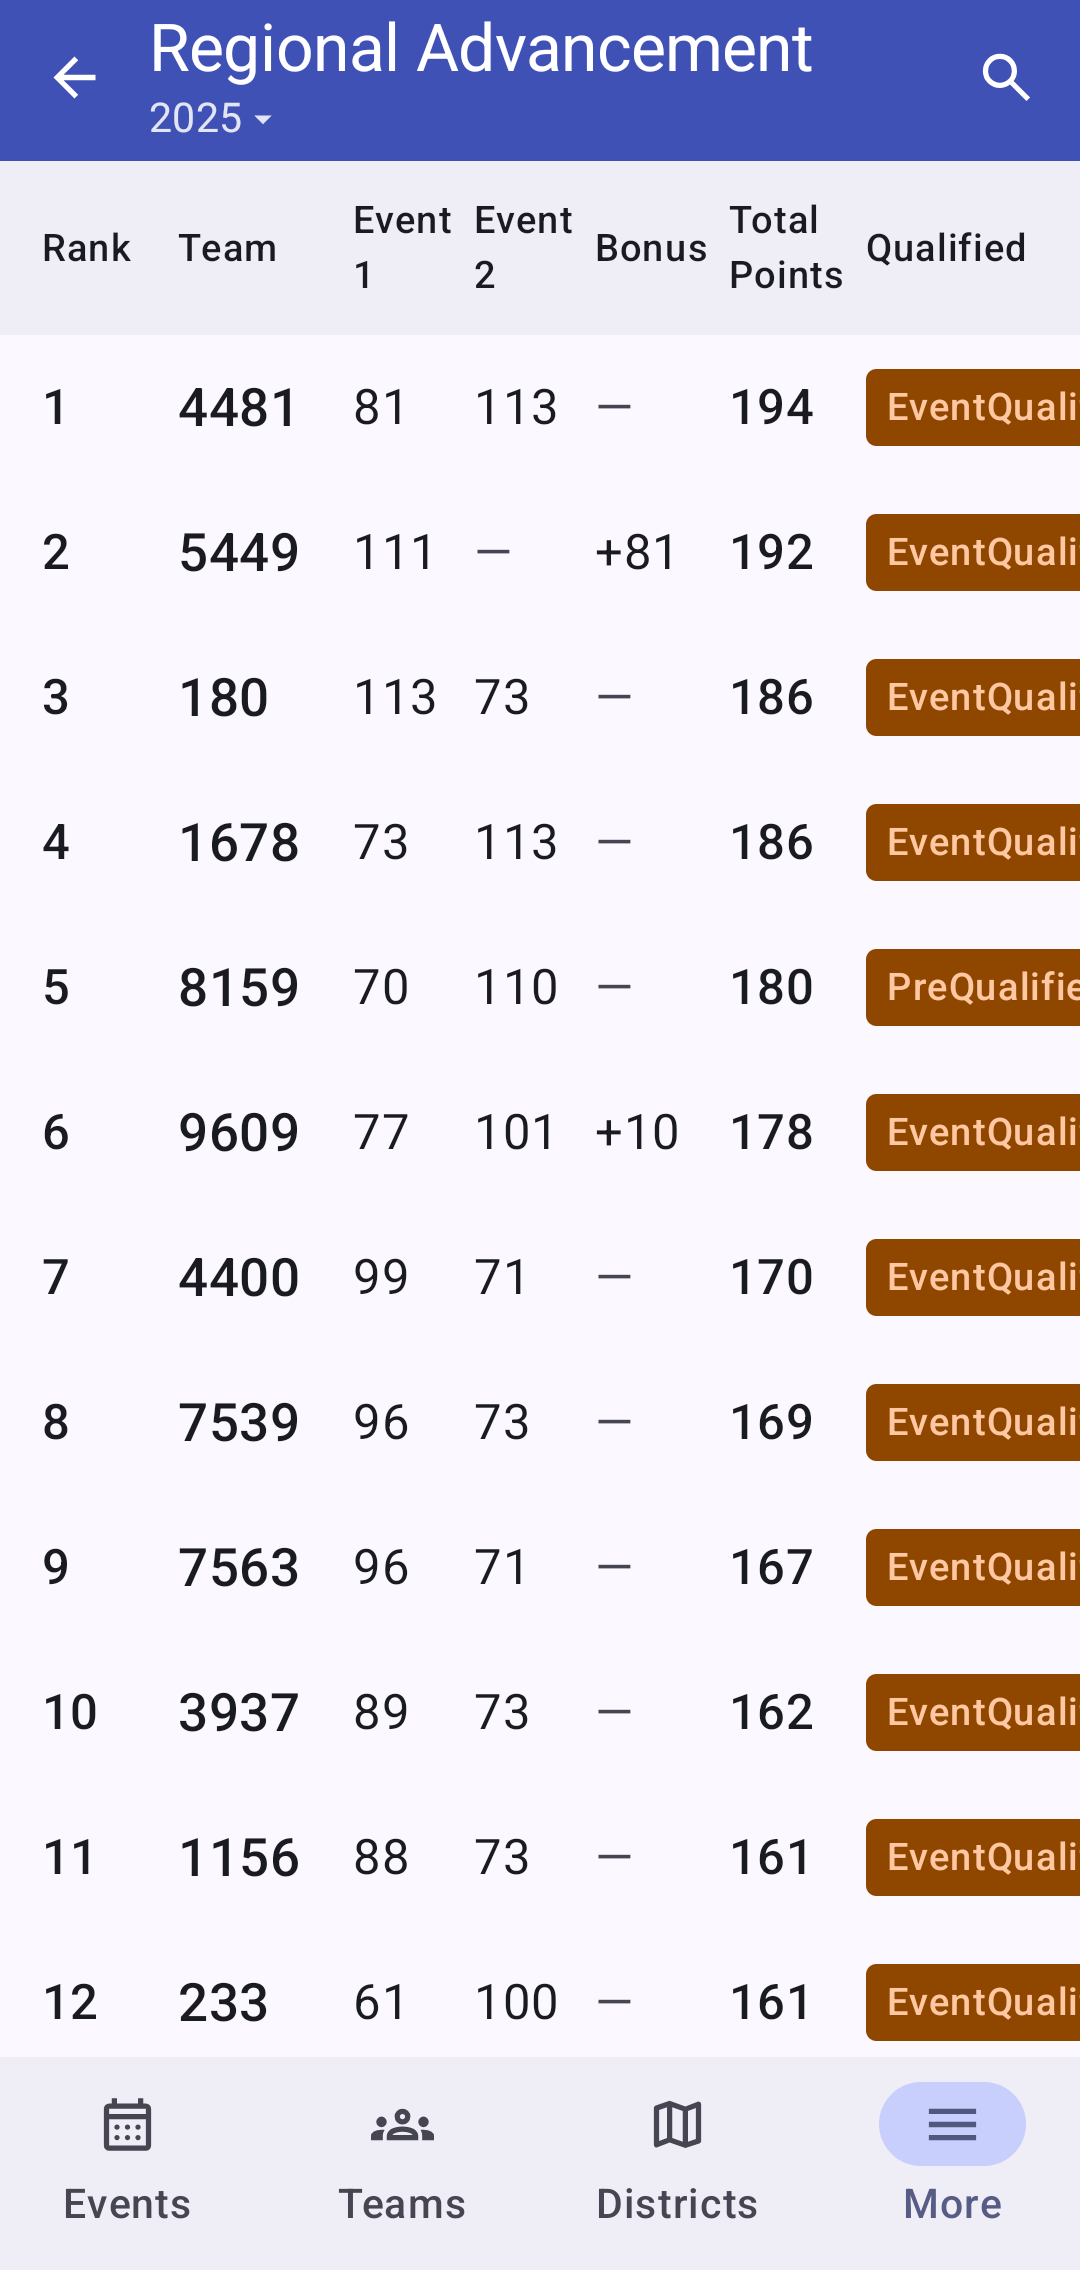 Regional Advancement
2025
Rank Team Event 1 Event 2 Bonus Total Points Qualified
1 4481 81 113 — 194 EventQuali
2 5449 111 — +81 192 EventQuali
3 180 113 73 — 186 EventQuali
4 1678 73 113 — 186 EventQuali
5 8159 70 110 — 180 PreQualifie
6 9609 77 101 +10 178 EventQuali
7 4400 99 71 — 170 EventQuali
8 7539 96 73 — 169 EventQuali
9 7563 96 71 — 167 EventQuali
10 3937 89 73 — 162 EventQuali
11 1156 88 73 — 161 EventQuali
12 233 61 100 — 161 EventQuali
Events Teams Districts More